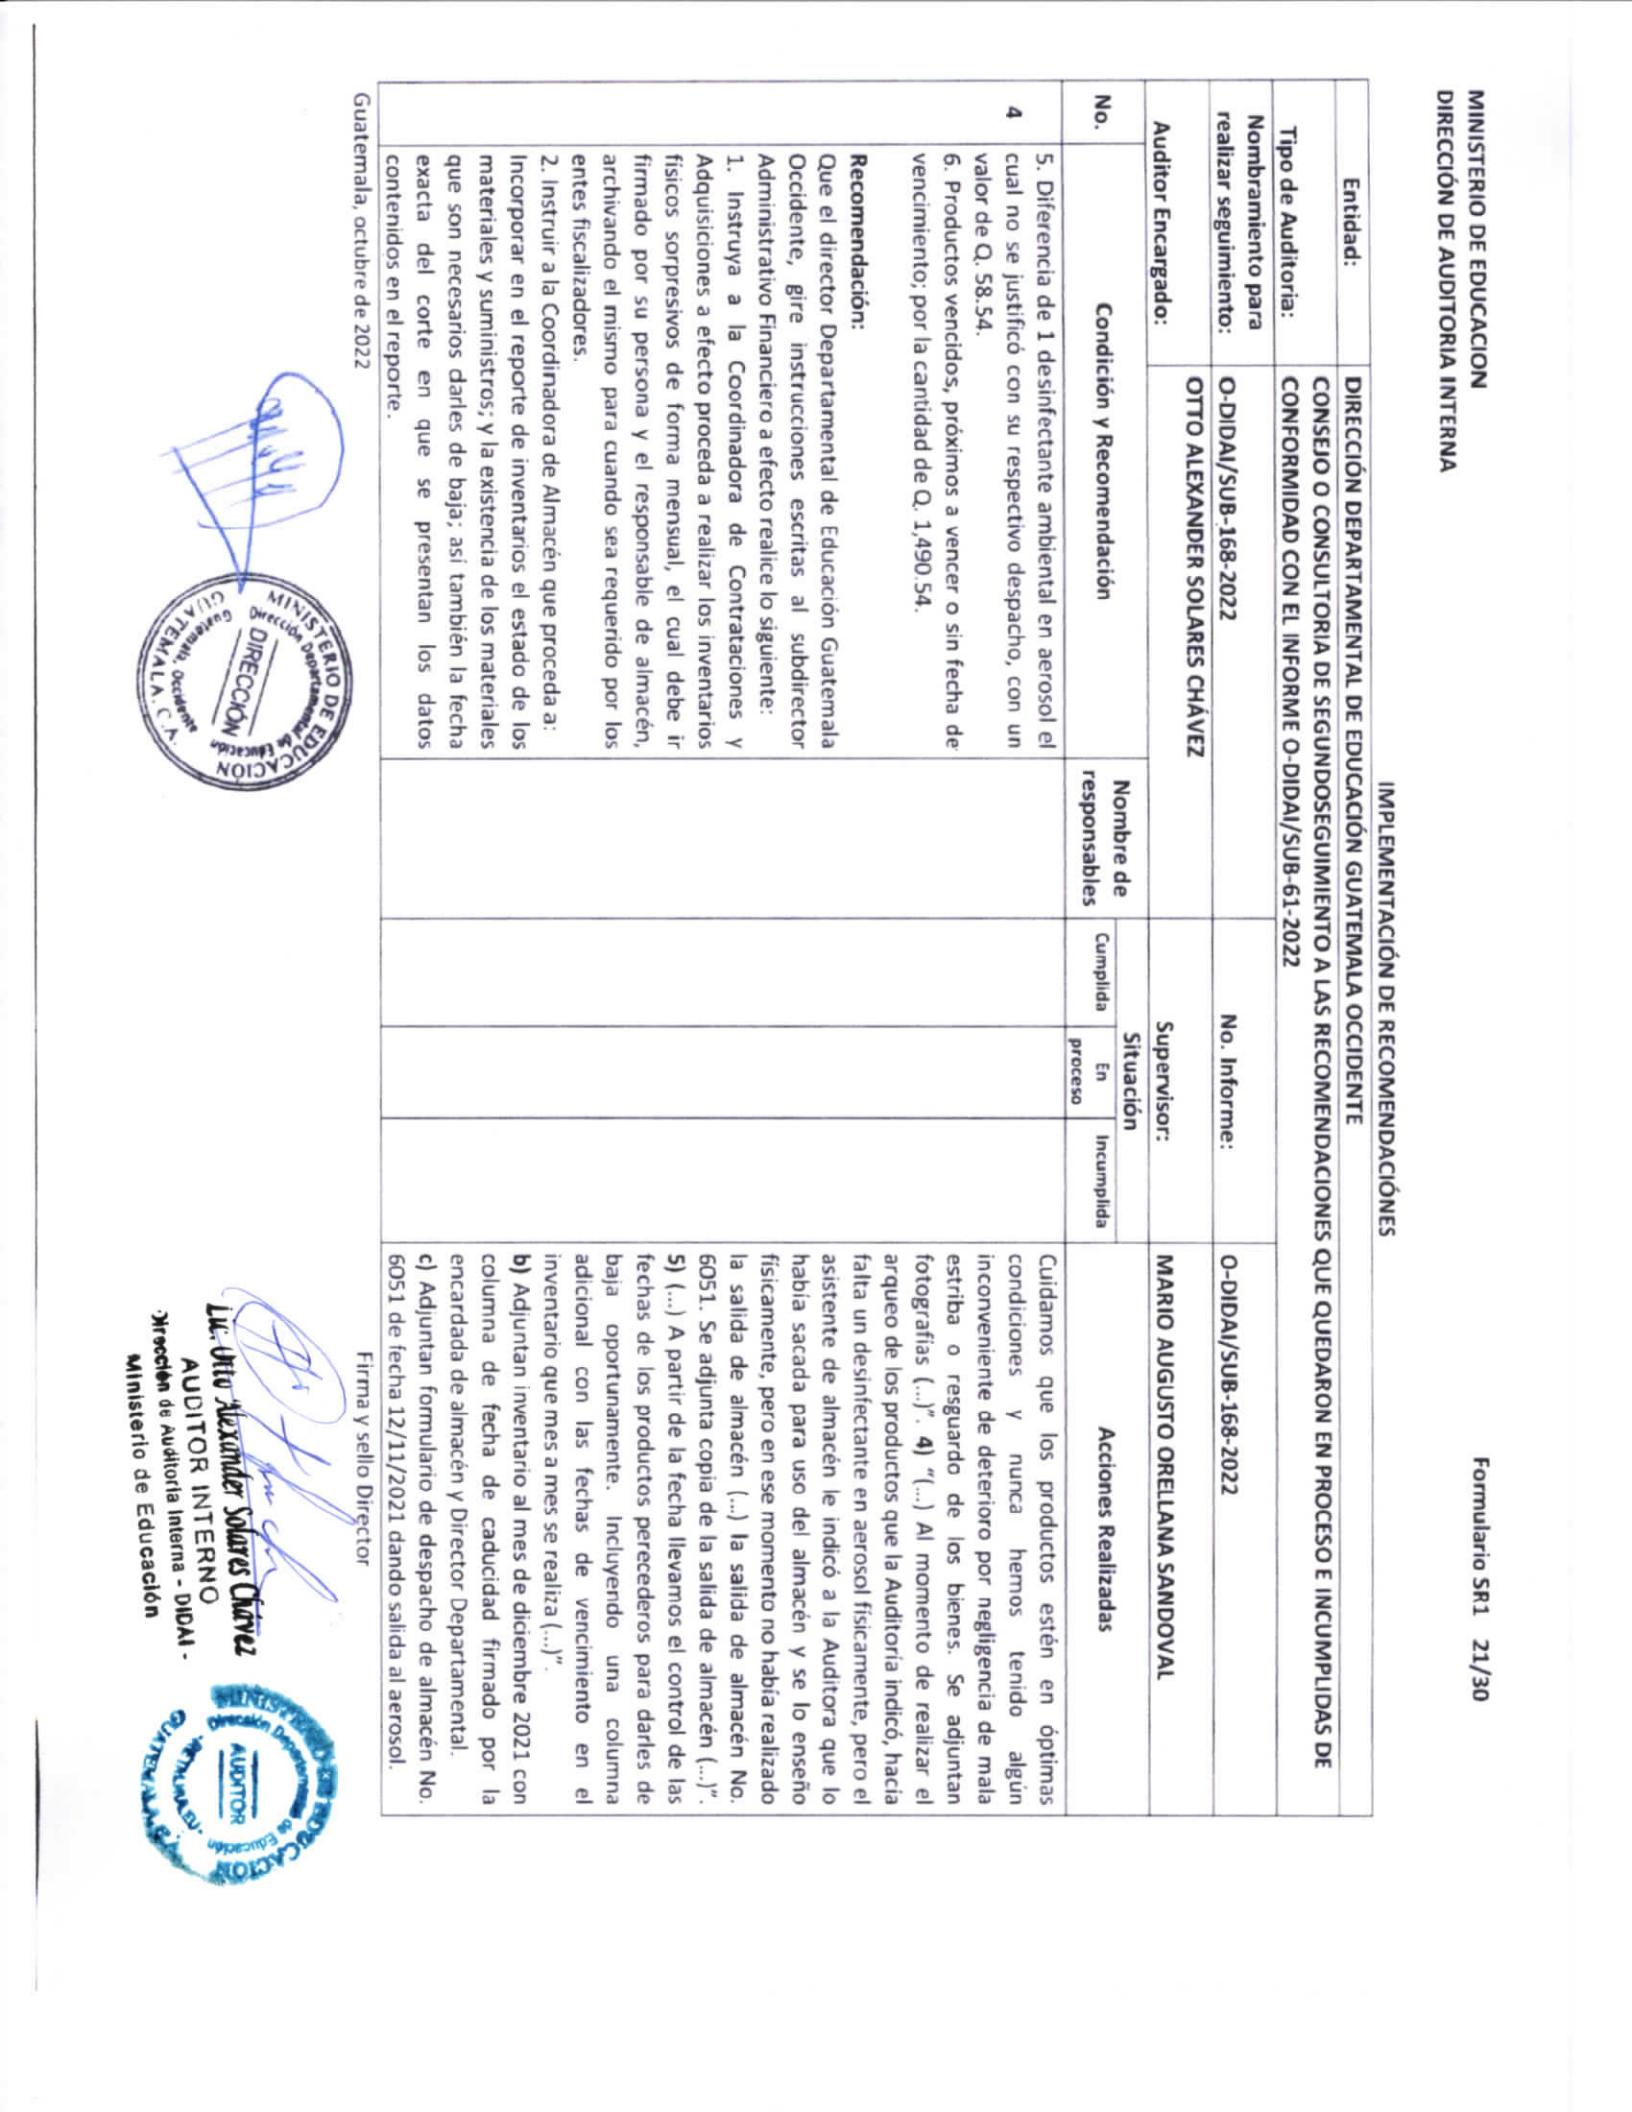 MINISTERIO DE EDUCACION
DIRECCIÓN DE AUDITORIA INTERNA
Formulario SR1 21/30
IMPLEMENTACIÓN DE RECOMENDACIÓNES
Entidad: DIRECCIÓN DEPARTAMENTAL DE EDUCACIÓN GUATEMALA OCCIDENTE
Tipo de Auditoria: CONSEJO O CONSULTORIA DE SEGUNDOSEGUIMIENTO A LAS RECOMENDACIONES QUE QUEDARON EN PROCESO E INCUMPLIDAS DE
CONFORMIDAD CON EL INFORME O-DIDAI/SUB-61-2022
Nombramiento para
realizar seguimiento: O-DIDAI/SUB-168-2022 No. Informe: O-DIDAI/SUB-168-2022
Auditor Encargado: OTTO ALEXANDER SOLARES CHÁVEZ Supervisor: MARIO AUGUSTO ORELLANA SANDOVAL
No. Condición y Recomendación Nombre de
responsables
Situación
Cumplida En
proceso Incumplida
Acciones Realizadas
4
5. Diferencia de 1 desinfectante ambiental en aerosol el
cual no se justificó con su respectivo despacho, con un
valor de Q. 58.54.
6. Productos vencidos, próximos a vencer o sin fecha de
vencimiento; por la cantidad de Q. 1,490.54.
Recomendación:
Que el director Departamental de Educación Guatemala
Occidente, gire instrucciones escritas al subdirector
Administrativo Financiero a efecto realice lo siguiente:
1. Instruya a la Coordinadora de Contrataciones y
Adquisiciones a efecto proceda a realizar los inventarios
físicos sorpresivos de forma mensual, el cual debe ir
firmado por su persona y el responsable de almacén,
archivando el mismo para cuando sea requerido por los
entes fiscalizadores.
2. Instruir a la Coordinadora de Almacén que proceda a:
Incorporar en el reporte de inventarios el estado de los
materiales y suministros; y la existencia de los materiales
que son necesarios darles de baja; así también la fecha
exacta del corte en que se presentan los datos
contenidos en el reporte.
Cuidamos que los productos estén en óptimas
condiciones y nunca hemos tenido algún
inconveniente de deterioro por negligencia de mala
estriba o resguardo de los bienes. Se adjuntan
fotografías (...)". 4) "(...) Al momento de realizar el
arqueo de los productos que la Auditoría indicó, hacia
falta un desinfectante en aerosol físicamente, pero el
asistente de almacén le indicó a la Auditora que lo
había sacada para uso del almacén y se lo enseño
físicamente, pero en ese momento no había realizado
la salida de almacén (...) la salida de almacén No.
6051. Se adjunta copia de la salida de almacén (...)".
5) (...) A partir de la fecha llevamos el control de las
fechas de los productos perecederos para darles de
baja oportunamente. Incluyendo una columna
adicional con las fechas de vencimiento en el
inventario que mes a mes se realiza (...)".
b) Adjuntan inventario al mes de diciembre 2021 con
columna de fecha de caducidad firmado por la
encardada de almacén y Director Departamental.
c) Adjuntan formulario de despacho de almacén No.
6051 de fecha 12/11/2021 dando salida al aerosol.
Guatemala, octubre de 2022
Firma y sello Director
MINISTERIO DE EDUCACIÓN
Dirección Departamental de Educación
DIRECCIÓN
Guatemala, Occidente
GUATEMALA, C.A.
Lic. Otto Alexander Solares Chávez
AUDITOR INTERNO
Dirección de Auditoría Interna - DIDAI -
Ministerio de Educación
MINISTERIO DE EDUCACION
Dirección Departamental de Educación
AUDITOR